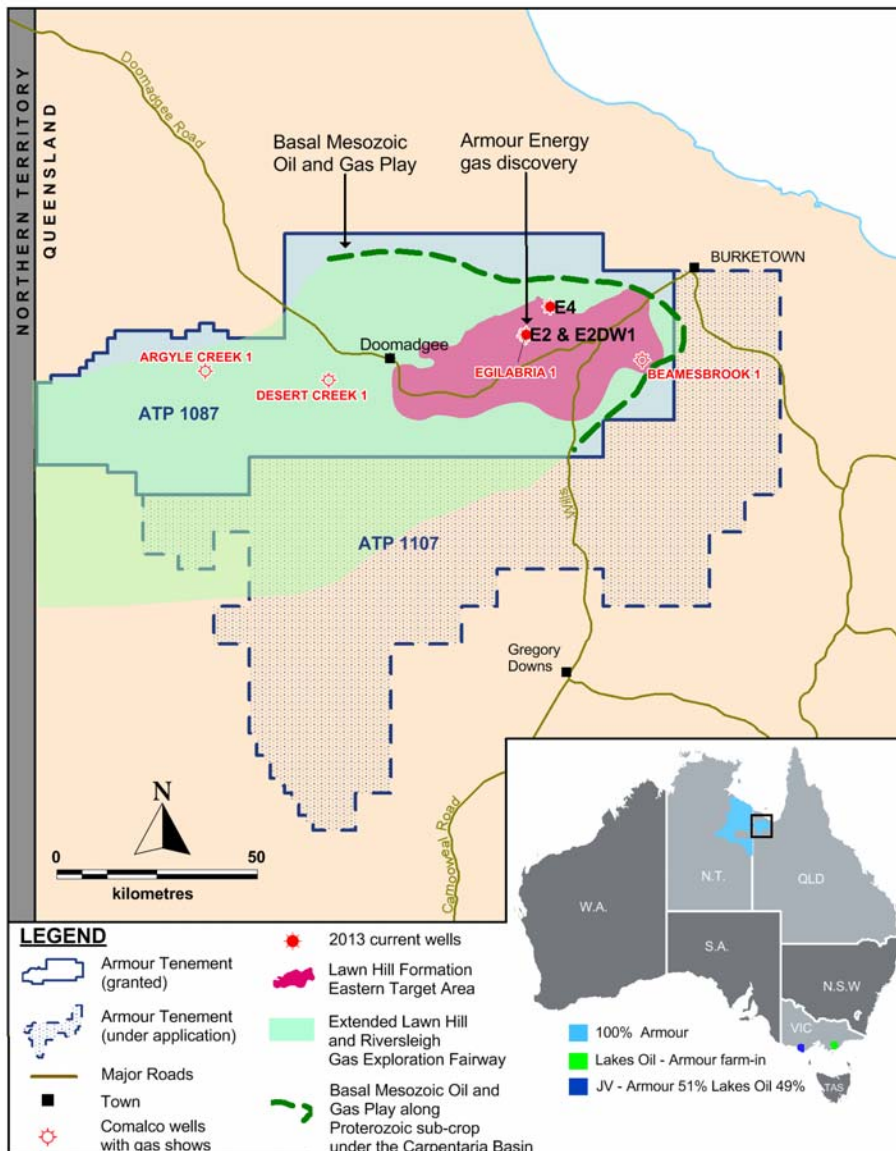 NORTHERN TERRITORY
QUEENSLAND
Doomadgee Road
Basal Mesozoic
Oil and Gas Play
Armour Energy
gas discovery
BURKETOWN
E4
E2 & E2DW1
Doomadgee
ARGYLE CREEK 1
DESERT CREEK 1
EGILABRIA 1
BEAMESBROOK 1
ATP 1087
Wills
ATP 1107
Gregory
Downs
Camooweal Road
N
0 50
kilometres
W.A.
N.T.
QLD
S.A.
N.S.W
VIC
TAS
100% Armour
Lakes Oil - Armour farm-in
JV - Armour 51% Lakes Oil 49%
LEGEND
Armour Tenement
(granted)
Armour Tenement
(under application)
Major Roads
Town
Comalco wells
with gas shows
2013 current wells
Lawn Hill Formation
Eastern Target Area
Extended Lawn Hill
and Riversleigh
Gas Exploration Fairway
Basal Mesozoic Oil and
Gas Play along
Proterozoic sub-crop
under the Carpentaria Basin